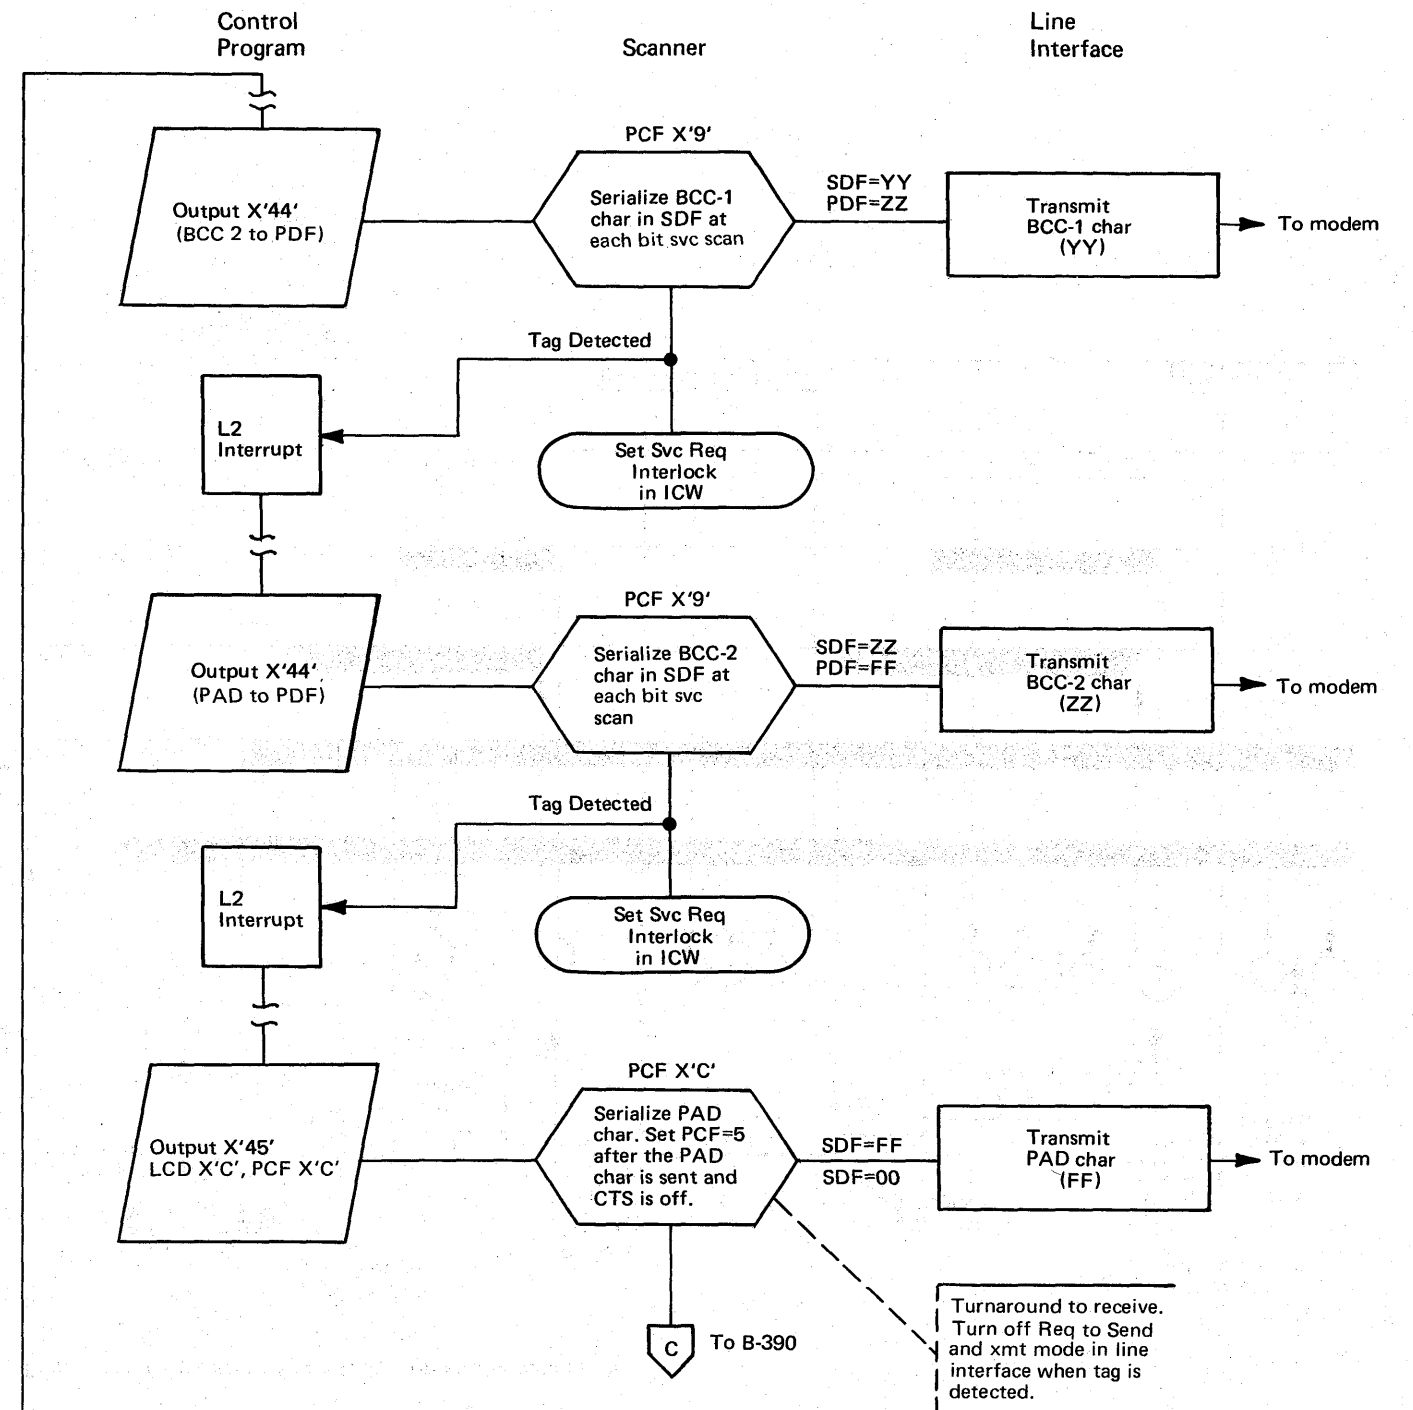 Control
Program
Scanner
Line
Interface
PCF X'9'
Output X'44'
(BCC 2 to PDF)
Serialize BCC-1
char in SDF at
each bit svc scan
SDF=YY
PDF=ZZ
Transmit
BCC-1 char
(YY)
To modem
Tag Detected
L2
Interrupt
Set Svc Req
Interlock
in ICW
PCF X'9'
Output X'44'
(PAD to PDF)
Serialize BCC-2
char in SDF at
each bit svc
scan
SDF=ZZ
PDF=FF
Transmit
BCC-2 char
(ZZ)
To modem
Tag Detected
L2
Interrupt
Set Svc Req
Interlock
in ICW
PCF X'C'
Output X'45'
LCD X'C', PCF X'C'
Serialize PAD
char. Set PCF=5
after the PAD
char is sent and
CTS is off.
SDF=FF
SDF=00
Transmit
PAD char
(FF)
To modem
C
To B-390
Turnaround to receive.
Turn off Req to Send
and xmt mode in line
interface when tag is
detected.